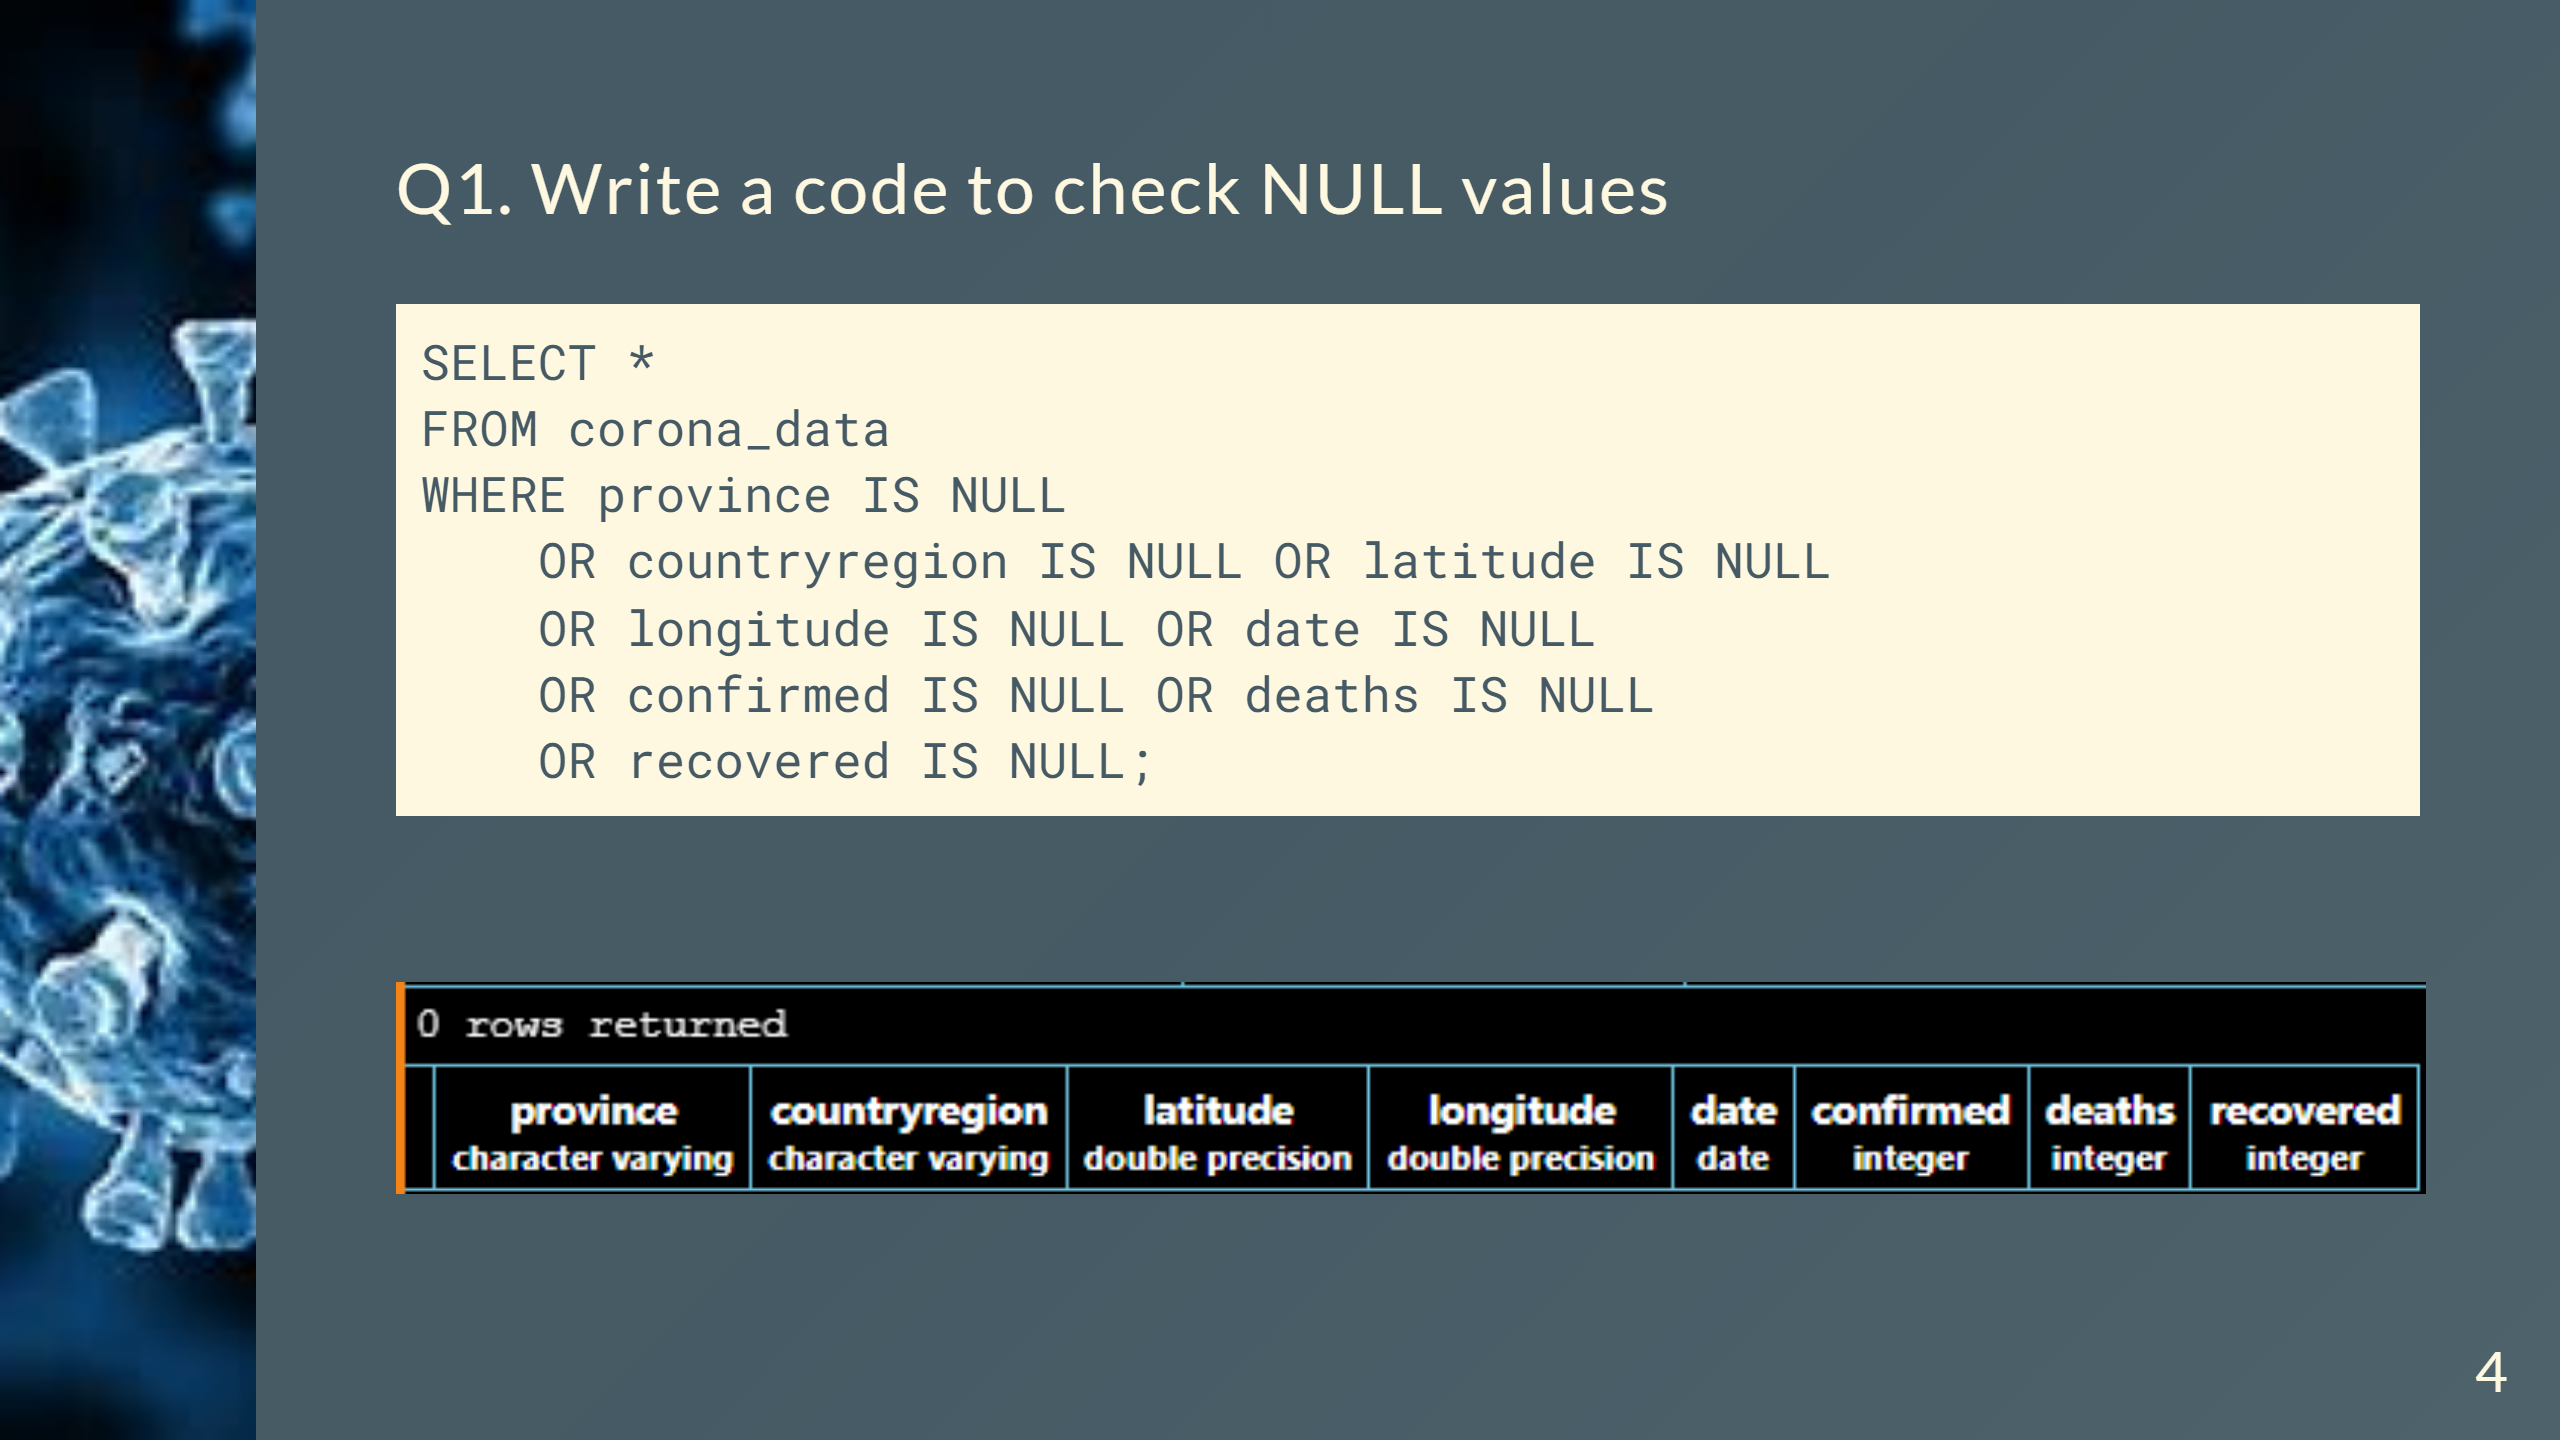 Q1. Write a code to check NULL values
SELECT *
FROM corona_data
WHERE province IS NULL
    OR countryregion IS NULL OR latitude IS NULL
    OR longitude IS NULL OR date IS NULL
    OR confirmed IS NULL OR deaths IS NULL
    OR recovered IS NULL;
0 rows returned
province countryregion latitude longitude date confirmed deaths recovered
character varying character varying double precision double precision date integer integer integer
4